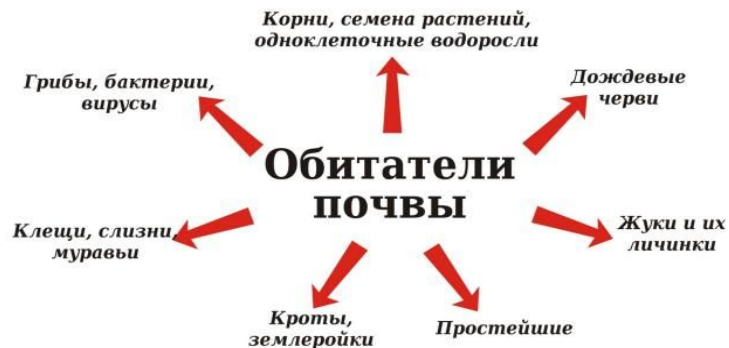 Корни, семена растений,
одноклеточные водоросли
Грибы, бактерии,
вирусы
Дождевые
черви
Обитатели
почвы
Клещи, слизни,
муравьи
Жуки и их
личинки
Кроты,
землеройки
Простейшие